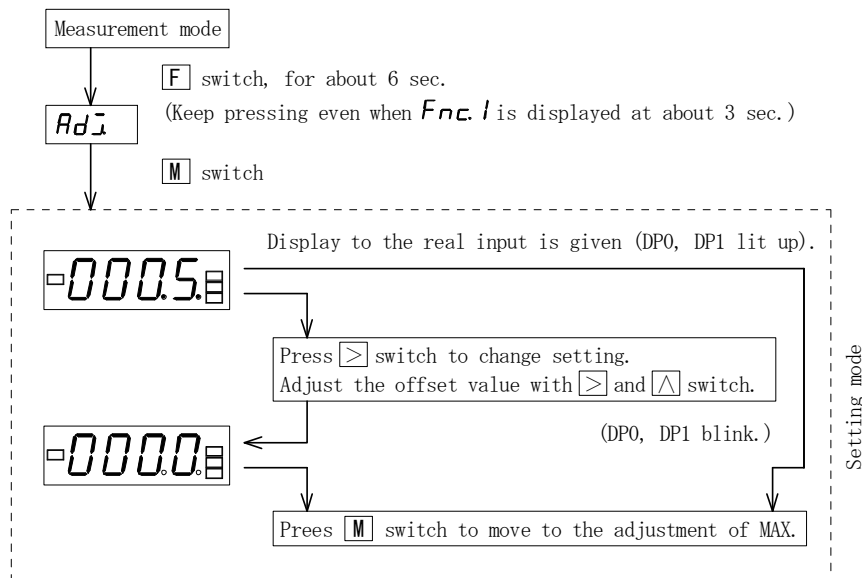 Measurement mode
F switch, for about 6 sec.
(Keep pressing even when Fnc.1 is displayed at about 3 sec.)
Adj.
M switch
Display to the real input is given (DP0, DP1 lit up).
-000.5.
Press > switch to change setting.
Adjust the offset value with > and ∧ switch.
(DP0, DP1 blink.)
-000.0.
Prees M switch to move to the adjustment of MAX.
Setting mode